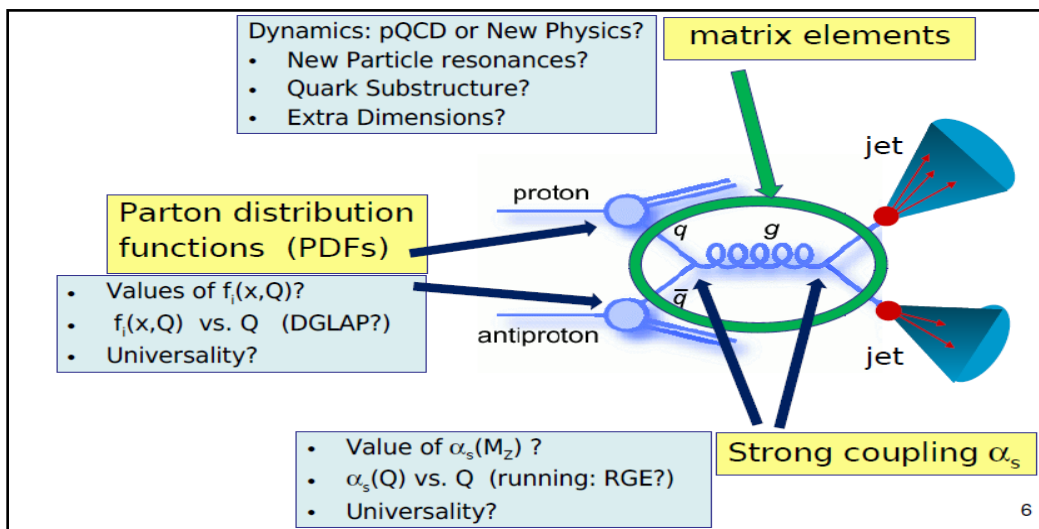 Dynamics: pQCD or New Physics?
• New Particle resonances?
• Quark Substructure?
• Extra Dimensions?
matrix elements
jet
proton
Parton distribution
functions (PDFs)
q
g
• Values of fᵢ(x,Q)?
• fᵢ(x,Q) vs. Q (DGLAP?)
• Universality?
q̅
antiproton
jet
• Value of αₛ(M_Z) ?
• αₛ(Q) vs. Q (running: RGE?)
• Universality?
Strong coupling αₛ
6